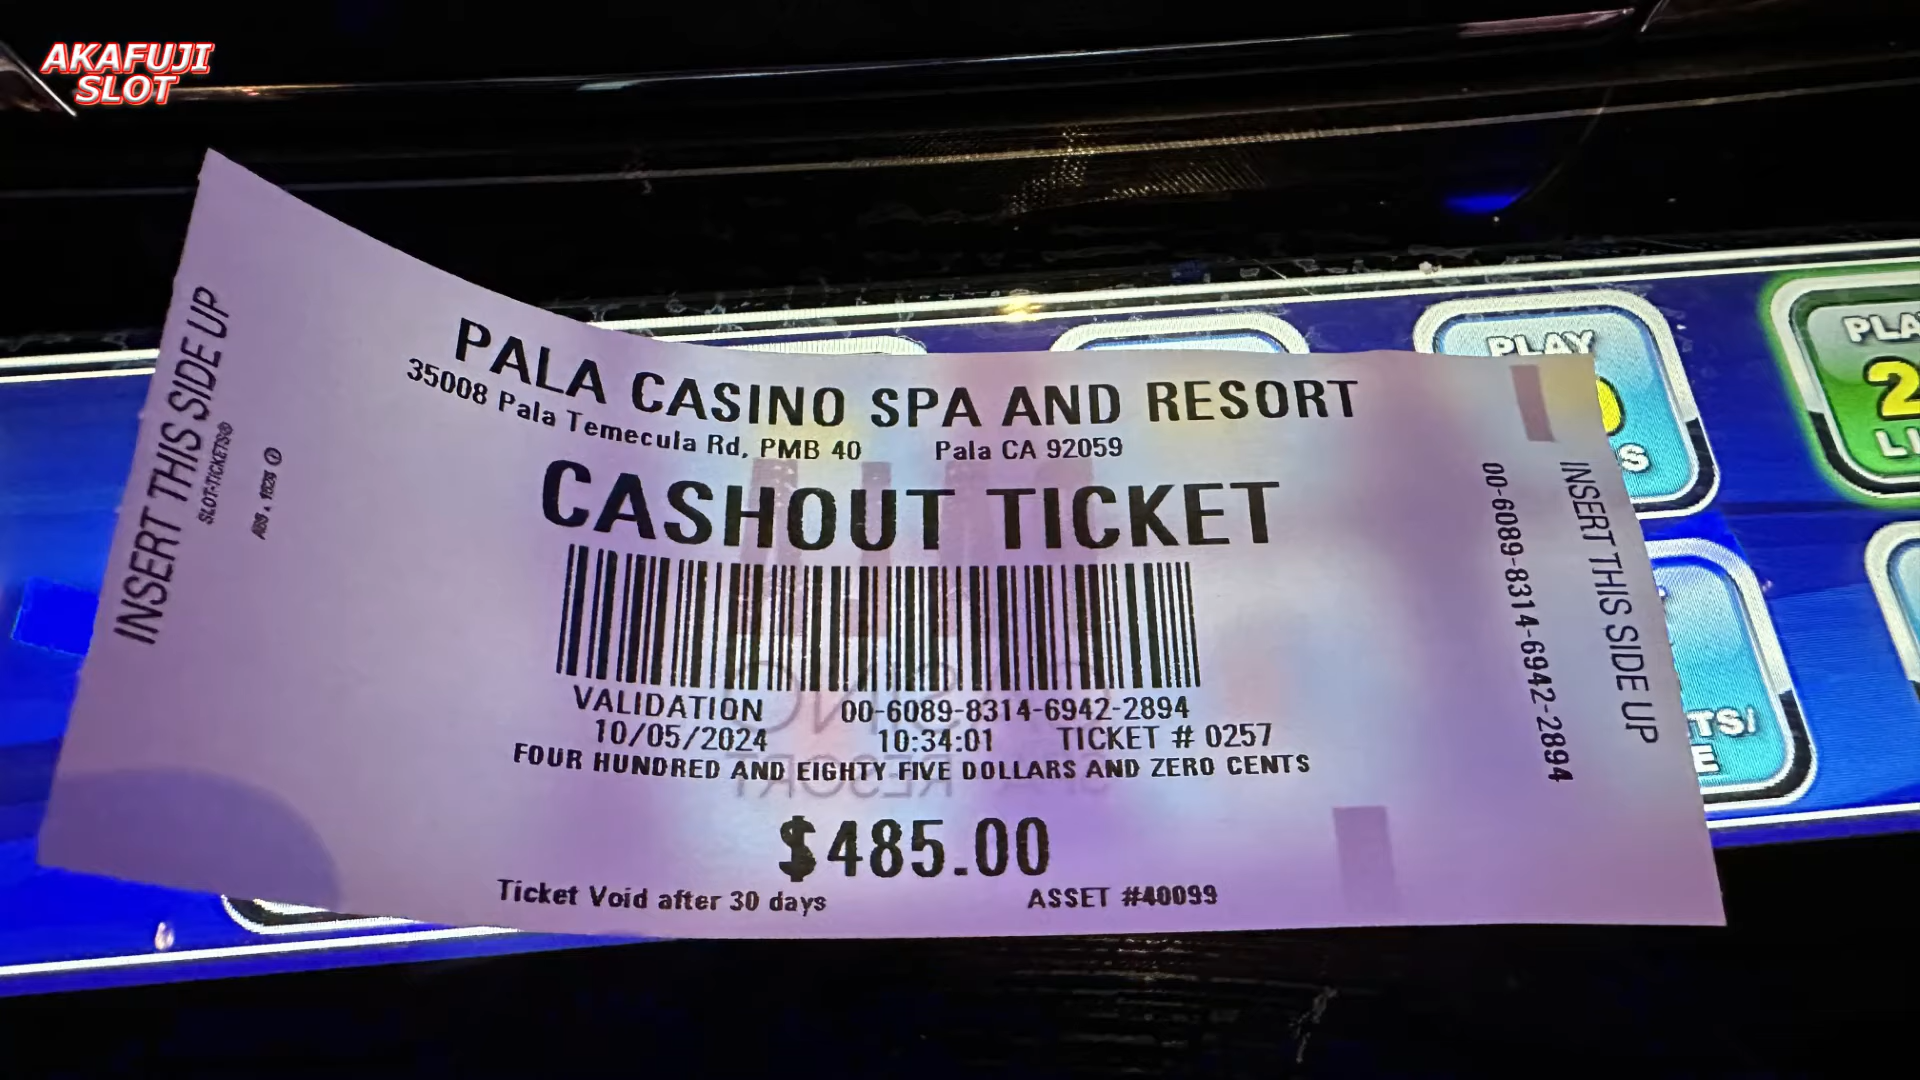 AKAFUJI
SLOT
INSERT THIS SIDE UP
SLOT-TICKETS®
PALA CASINO SPA AND RESORT
35008 Pala Temecula Rd, PMB 40 Pala CA 92059
CASHOUT TICKET
VALIDATION 00-6089-8314-6942-2894
10/05/2024 10:34:01 TICKET # 0257
FOUR HUNDRED AND EIGHTY FIVE DOLLARS AND ZERO CENTS
$485.00
Ticket Void after 30 days ASSET #40099
00-6089-8314-6942-2894
INSERT THIS SIDE UP
PLAY